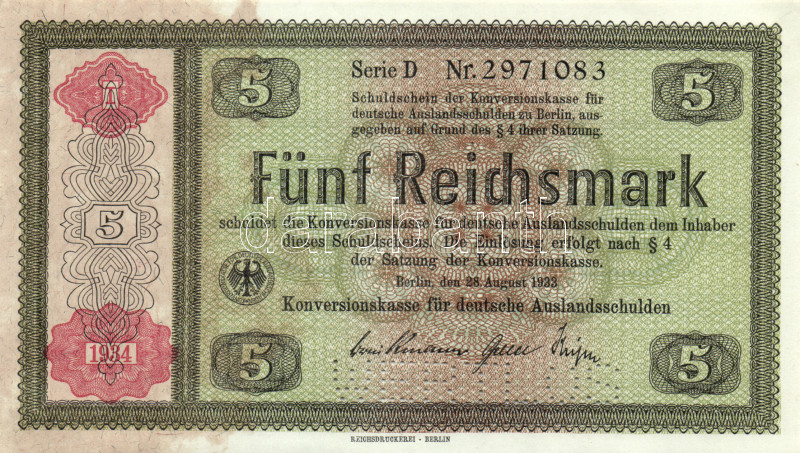 5
Serie D Nr. 2971083
5
Schuldschein der Konversionskasse für
deutsche Auslandsschulden zu Berlin, aus-
gegeben auf Grund des § 4 ihrer Satzung.
Fünf Reichsmark
schuldet die Konversionskasse für deutsche Auslandsschulden dem Inhaber
dieses Schuldscheins. Die Einlösung erfolgt nach § 4
der Satzung der Konversionskasse.
Berlin, den 28. August 1933
Konversionskasse für deutsche Auslandsschulden
5
5
5
1934
REICHSDRUCKEREI - BERLIN
darabanth